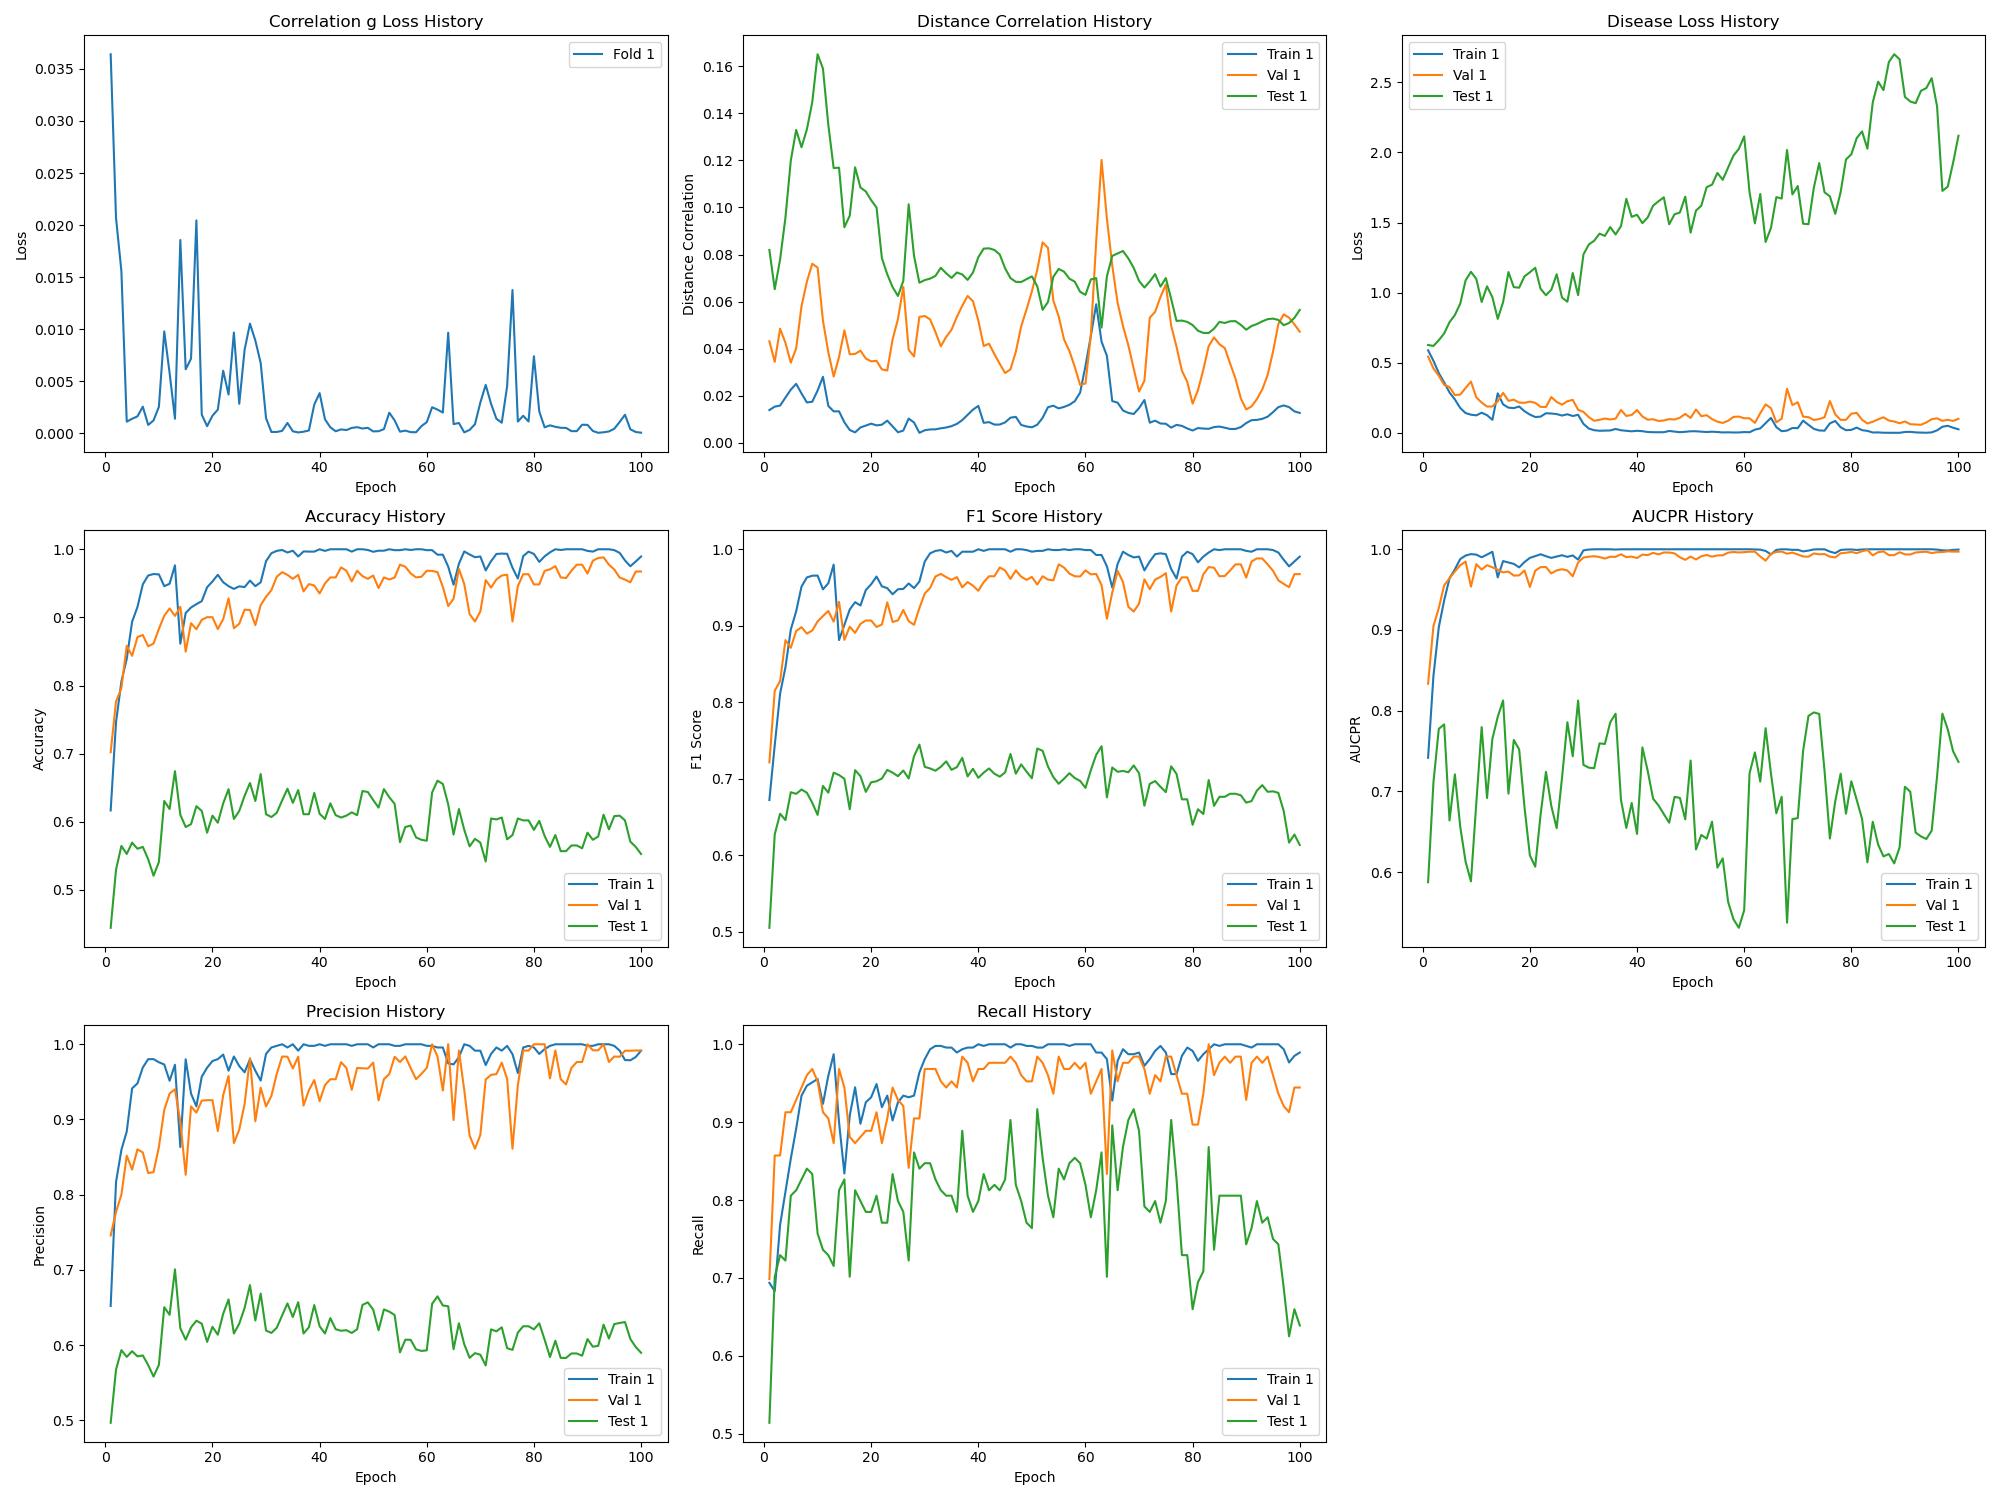 Correlation g Loss History
Loss
0.035
0.030
0.025
0.020
0.015
0.010
0.005
0.000
Fold 1
0 20 40 60 80 100
Epoch
Distance Correlation History
Distance Correlation
0.16
0.14
0.12
0.10
0.08
0.06
0.04
0.02
0.00
Train 1
Val 1
Test 1
0 20 40 60 80 100
Epoch
Disease Loss History
Loss
2.5
2.0
1.5
1.0
0.5
0.0
Train 1
Val 1
Test 1
0 20 40 60 80 100
Epoch
Accuracy History
Accuracy
1.0
0.9
0.8
0.7
0.6
0.5
Train 1
Val 1
Test 1
0 20 40 60 80 100
Epoch
F1 Score History
F1 Score
1.0
0.9
0.8
0.7
0.6
0.5
Train 1
Val 1
Test 1
0 20 40 60 80 100
Epoch
AUCPR History
AUCPR
1.0
0.9
0.8
0.7
0.6
Train 1
Val 1
Test 1
0 20 40 60 80 100
Epoch
Precision History
Precision
1.0
0.9
0.8
0.7
0.6
0.5
Train 1
Val 1
Test 1
0 20 40 60 80 100
Epoch
Recall History
Recall
1.0
0.9
0.8
0.7
0.6
0.5
Train 1
Val 1
Test 1
0 20 40 60 80 100
Epoch